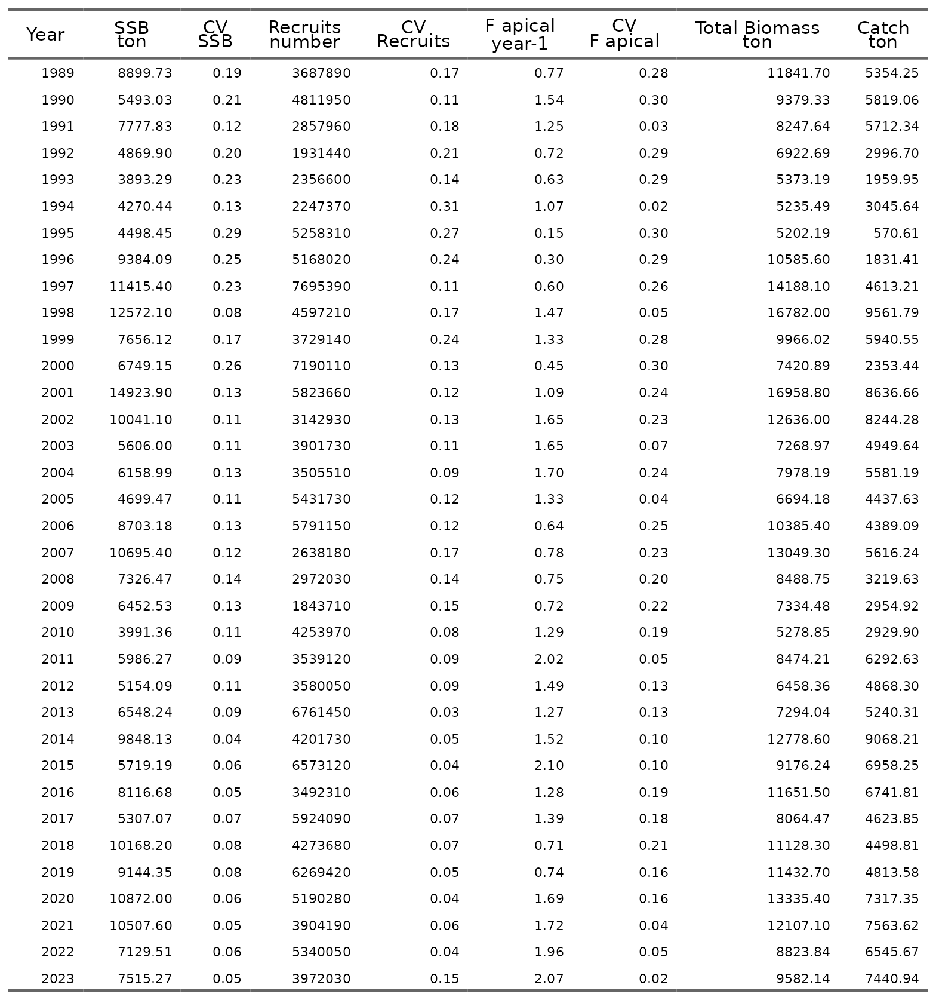 Year SSB ton CV SSB Recruits number CV Recruits F apical year-1 CV F apical Total Biomass ton Catch ton
1989 8899.73 0.19 3687890 0.17 0.77 0.28 11841.70 5354.25
1990 5493.03 0.21 4811950 0.11 1.54 0.30 9379.33 5819.06
1991 7777.83 0.12 2857960 0.18 1.25 0.03 8247.64 5712.34
1992 4869.90 0.20 1931440 0.21 0.72 0.29 6922.69 2996.70
1993 3893.29 0.23 2356600 0.14 0.63 0.29 5373.19 1959.95
1994 4270.44 0.13 2247370 0.31 1.07 0.02 5235.49 3045.64
1995 4498.45 0.29 5258310 0.27 0.15 0.30 5202.19 570.61
1996 9384.09 0.25 5168020 0.24 0.30 0.29 10585.60 1831.41
1997 11415.40 0.23 7695390 0.11 0.60 0.26 14188.10 4613.21
1998 12572.10 0.08 4597210 0.17 1.47 0.05 16782.00 9561.79
1999 7656.12 0.17 3729140 0.24 1.33 0.28 9966.02 5940.55
2000 6749.15 0.26 7190110 0.13 0.45 0.30 7420.89 2353.44
2001 14923.90 0.13 5823660 0.12 1.09 0.24 16958.80 8636.66
2002 10041.10 0.11 3142930 0.13 1.65 0.23 12636.00 8244.28
2003 5606.00 0.11 3901730 0.11 1.65 0.07 7268.97 4949.64
2004 6158.99 0.13 3505510 0.09 1.70 0.24 7978.19 5581.19
2005 4699.47 0.11 5431730 0.12 1.33 0.04 6694.18 4437.63
2006 8703.18 0.13 5791150 0.12 0.64 0.25 10385.40 4389.09
2007 10695.40 0.12 2638180 0.17 0.78 0.23 13049.30 5616.24
2008 7326.47 0.14 2972030 0.14 0.75 0.20 8488.75 3219.63
2009 6452.53 0.13 1843710 0.15 0.72 0.22 7334.48 2954.92
2010 3991.36 0.11 4253970 0.08 1.29 0.19 5278.85 2929.90
2011 5986.27 0.09 3539120 0.09 2.02 0.05 8474.21 6292.63
2012 5154.09 0.11 3580050 0.09 1.49 0.13 6458.36 4868.30
2013 6548.24 0.09 6761450 0.03 1.27 0.13 7294.04 5240.31
2014 9848.13 0.04 4201730 0.05 1.52 0.10 12778.60 9068.21
2015 5719.19 0.06 6573120 0.04 2.10 0.10 9176.24 6958.25
2016 8116.68 0.05 3492310 0.06 1.28 0.19 11651.50 6741.81
2017 5307.07 0.07 5924090 0.07 1.39 0.18 8064.47 4623.85
2018 10168.20 0.08 4273680 0.07 0.71 0.21 11128.30 4498.81
2019 9144.35 0.08 6269420 0.05 0.74 0.16 11432.70 4813.58
2020 10872.00 0.06 5190280 0.04 1.69 0.16 13335.40 7317.35
2021 10507.60 0.05 3904190 0.06 1.72 0.04 12107.10 7563.62
2022 7129.51 0.06 5340050 0.04 1.96 0.05 8823.84 6545.67
2023 7515.27 0.05 3972030 0.15 2.07 0.02 9582.14 7440.94